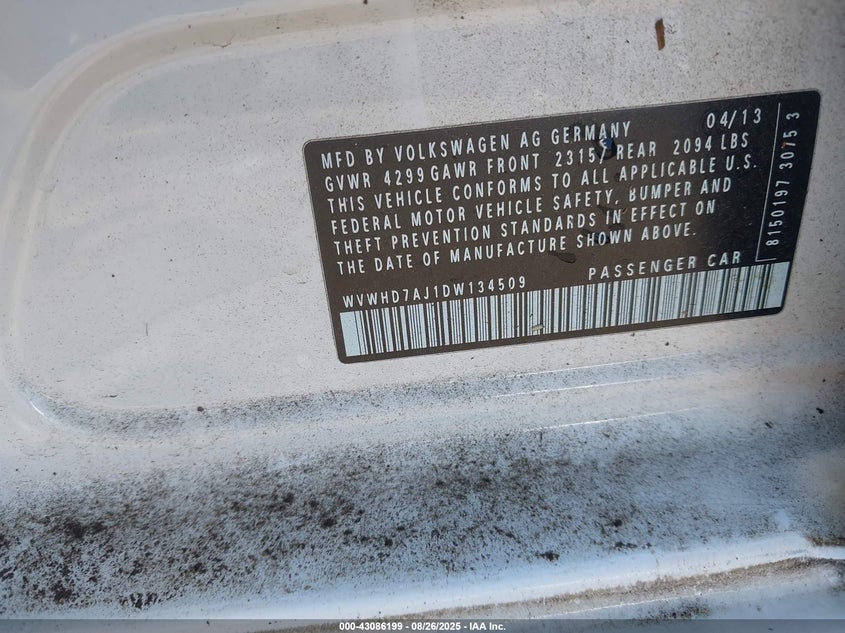 MFD BY VOLKSWAGEN AG GERMANY 04/13
GVWR 4299 GAWR FRONT 2315 REAR 2094 LBS
THIS VEHICLE CONFORMS TO ALL APPLICABLE U.S.
FEDERAL MOTOR VEHICLE SAFETY, BUMPER AND
THEFT PREVENTION STANDARDS IN EFFECT ON
THE DATE OF MANUFACTURE SHOWN ABOVE.
WVWHD7AJ1DW134509 PASSENGER CAR
8150197 3075 3
000-43086199 - 08/26/2025 - IAA Inc.